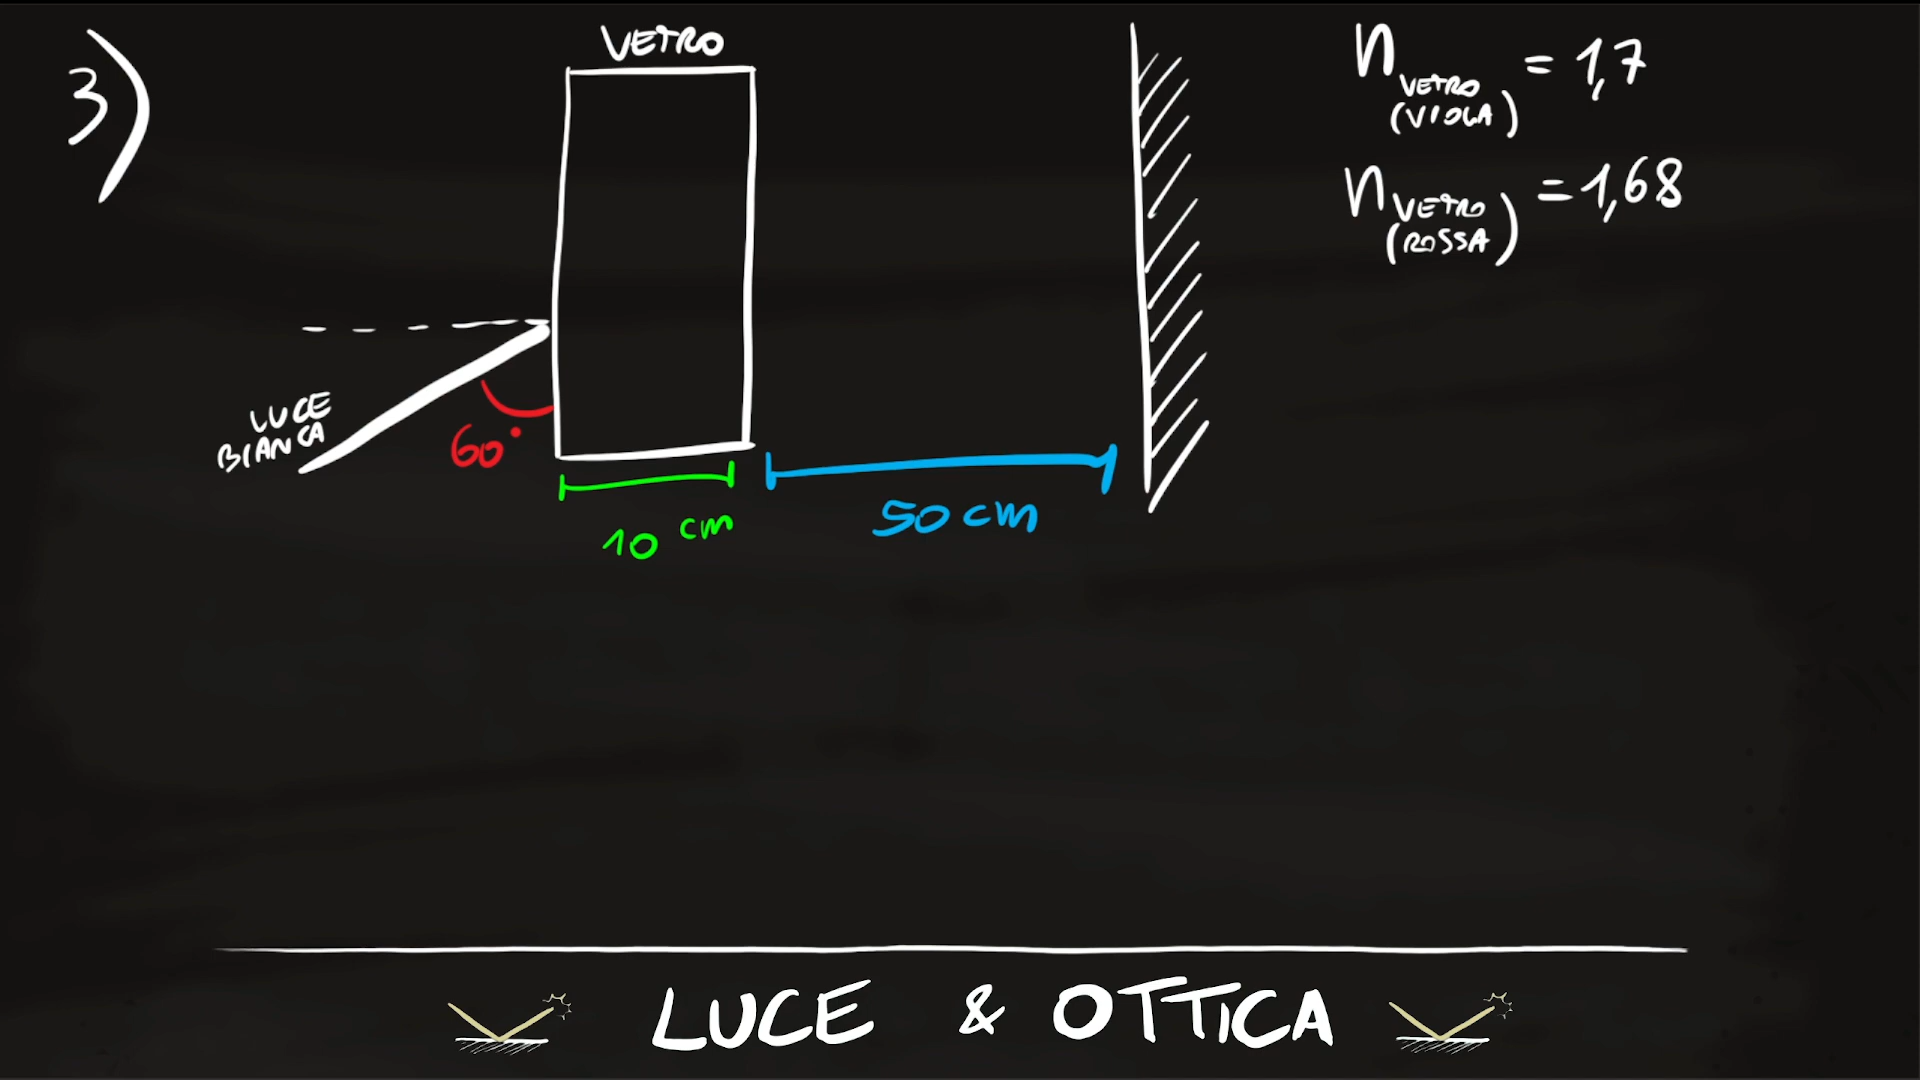 3)
VETRO
n VETRO (VIOLA) = 1,7
n VETRO (ROSSA) = 1,68
LUCE
BIANCA
60°
10 cm
50 cm
LUCE & OTTICA